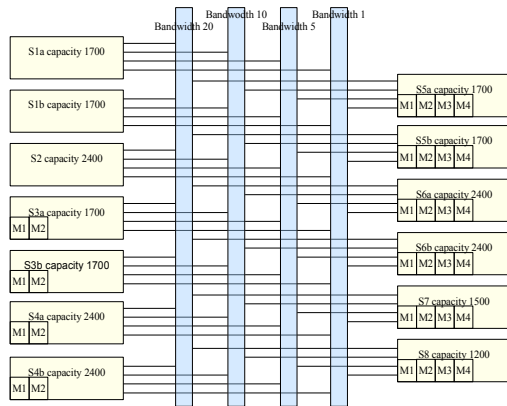 Bandwodth 10
Bandwidth 1
Bandwidth 20
Bandwidth 5
S1a capacity 1700
S1b capacity 1700
S2 capacity 2400
S3a capacity 1700
M1 M2
S3b capacity 1700
M1 M2
S4a capacity 2400
M1 M2
S4b capacity 2400
M1 M2
S5a capacity 1700
M1 M2 M3 M4
S5b capacity 1700
M1 M2 M3 M4
S6a capacity 2400
M1 M2 M3 M4
S6b capacity 2400
M1 M2 M3 M4
S7 capacity 1500
M1 M2 M3 M4
S8 capacity 1200
M1 M2 M3 M4